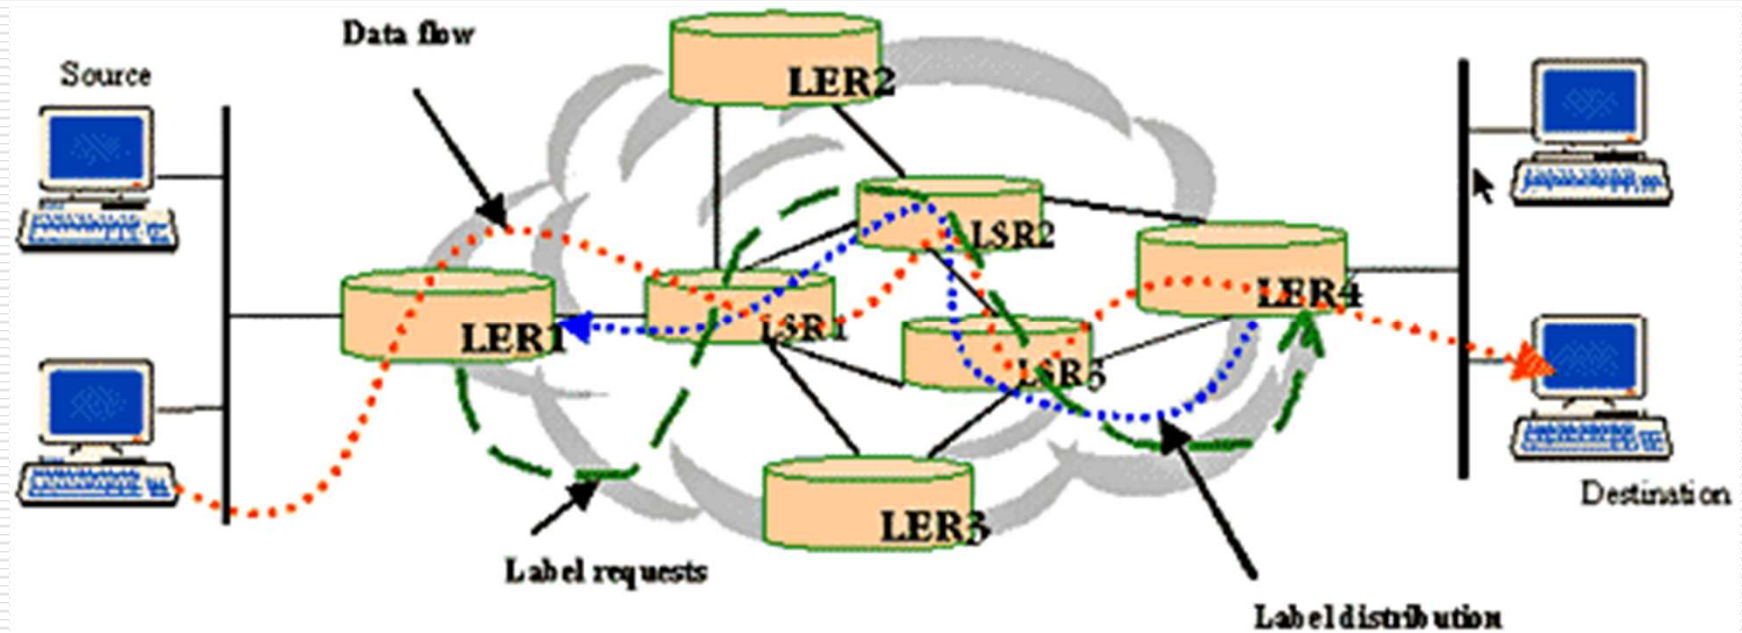 Data flow
Source
LER2
LSR2
LER4
LER1
LSR1
LSR3
LER3
Destination
Label requests
Label distribution